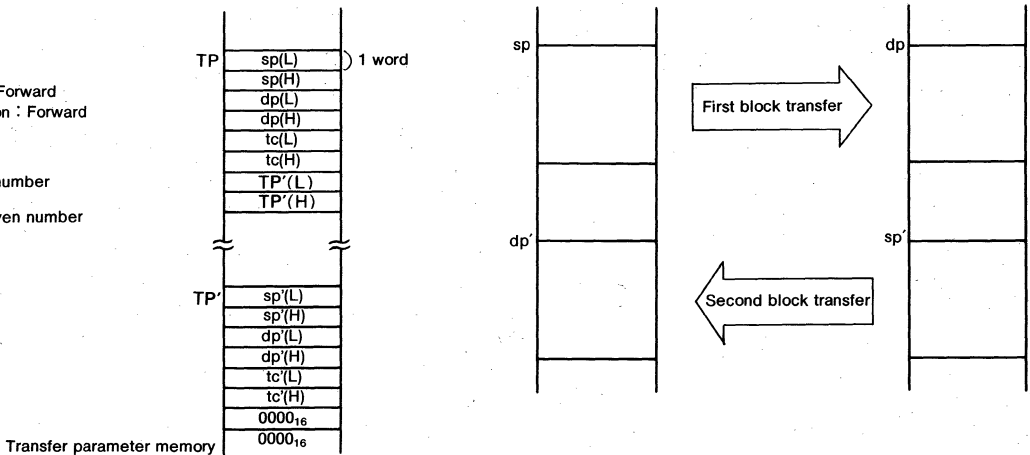 Forward
on : Forward
number
ven number
TP
sp(L)
1 word
sp(H)
dp(L)
dp(H)
tc(L)
tc(H)
TP′(L)
TP′(H)
TP′
sp′(L)
sp′(H)
dp′(L)
dp′(H)
tc′(L)
tc′(H)
0000₁₆
0000₁₆
Transfer parameter memory
sp
dp′
First block transfer
Second block transfer
dp
sp′